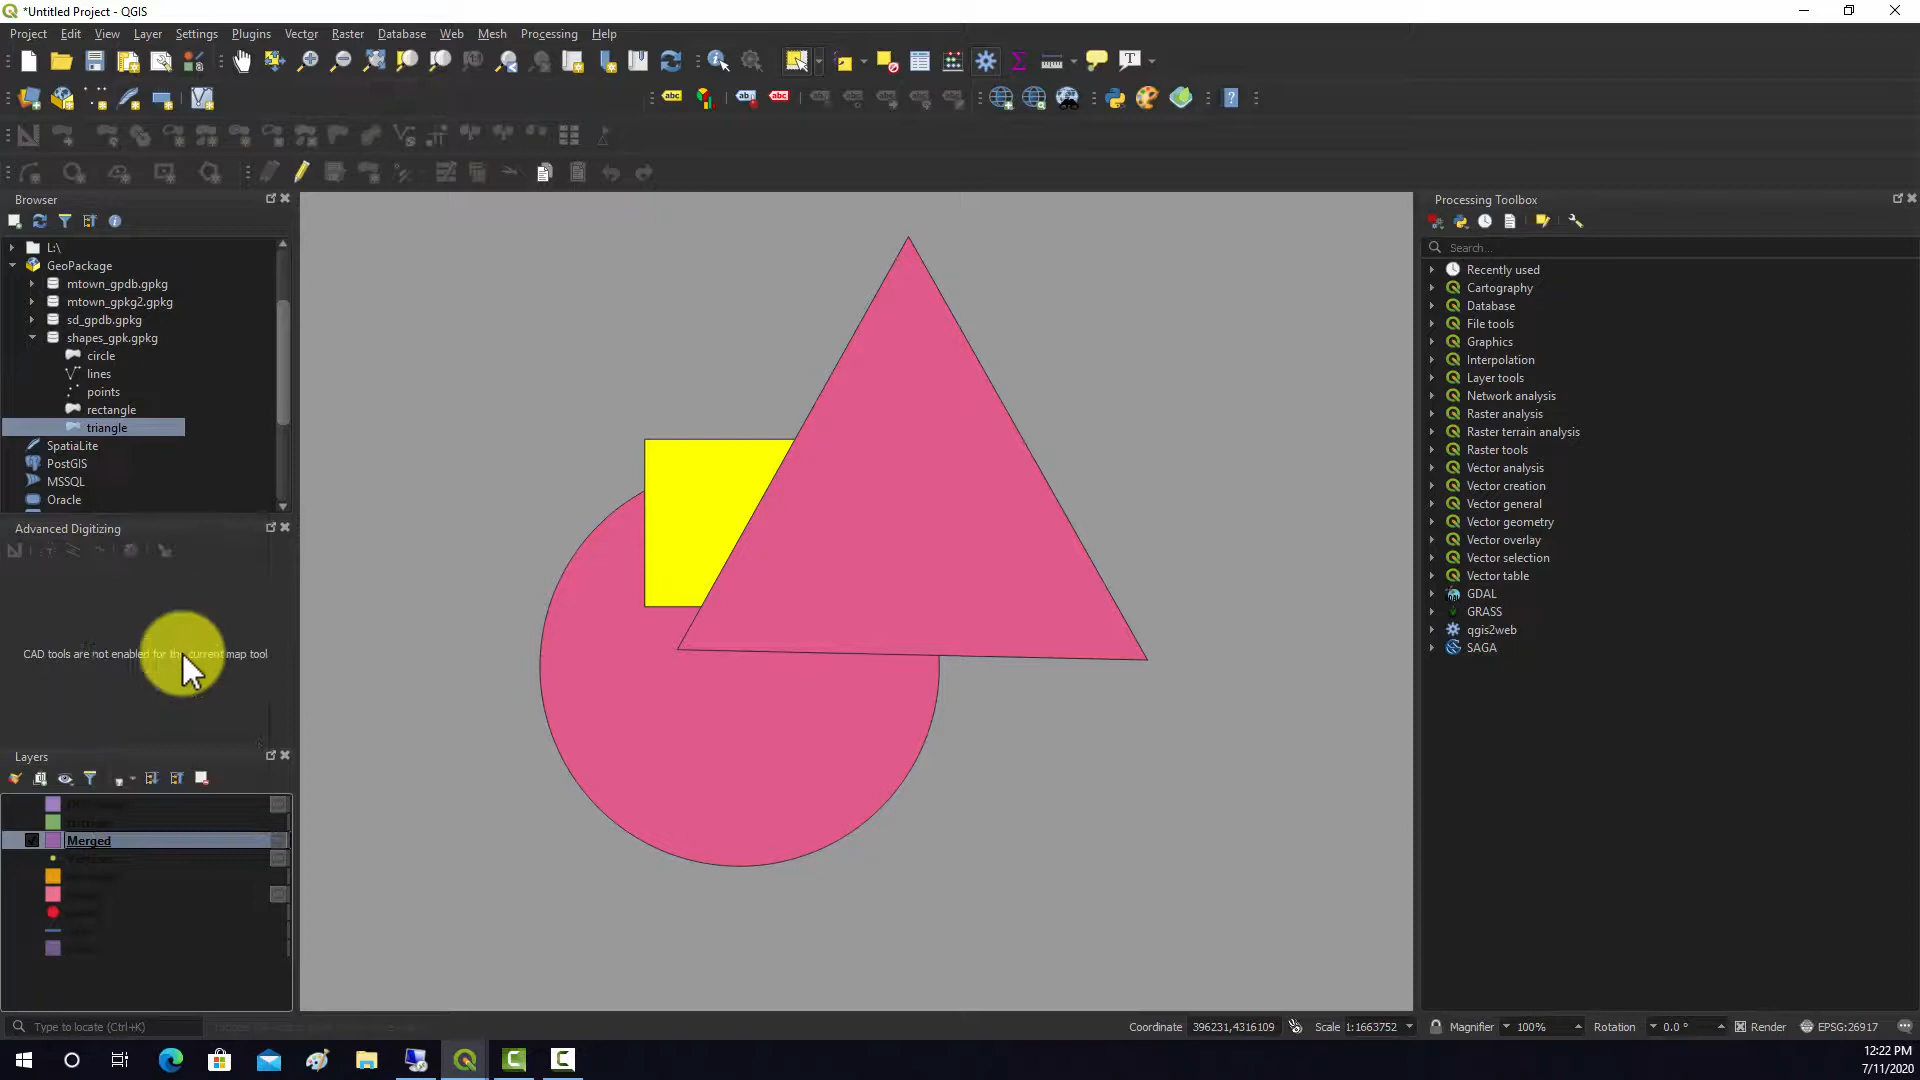 *Untitled Project - QGIS
Project Edit View Layer Settings Plugins Vector Raster Database Web Mesh Processing Help
abc abc abc
Browser
L:\
GeoPackage
mtown_gpdb.gpkg
mtown_gpkg2.gpkg
sd_gpdb.gpkg
shapes_gpk.gpkg
circle
lines
points
rectangle
triangle
SpatiaLite
PostGIS
MSSQL
Oracle
Advanced Digitizing
CAD tools are not enabled for the current map tool
Layers
Merged
Processing Toolbox
Search...
Recently used
Cartography
Database
File tools
Graphics
Interpolation
Layer tools
Network analysis
Raster analysis
Raster terrain analysis
Raster tools
Vector analysis
Vector creation
Vector general
Vector geometry
Vector overlay
Vector selection
Vector table
GDAL
GRASS
qgis2web
SAGA
Type to locate (Ctrl+K)
Coordinate 396231,4316109 Scale 1:1663752 Magnifier 100% Rotation 0.0 ° Render EPSG:26917
12:22 PM
7/11/2020